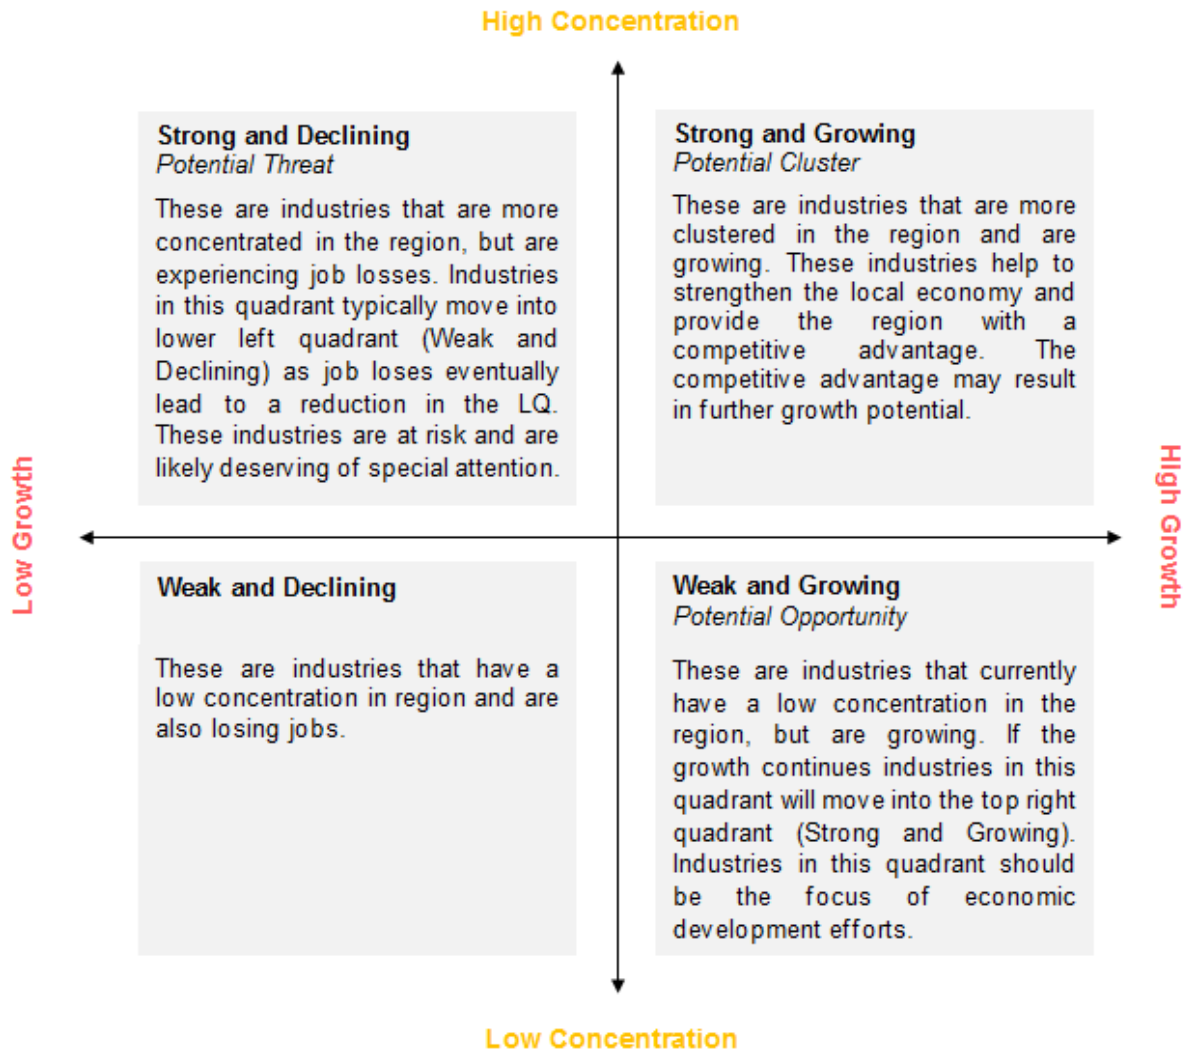 High Concentration
Strong and Declining
Potential Threat
These are industries that are more
concentrated in the region, but are
experiencing job losses. Industries
in this quadrant typically move into
lower left quadrant (Weak and
Declining) as job loses eventually
lead to a reduction in the LQ.
These industries are at risk and are
likely deserving of special attention.
Strong and Growing
Potential Cluster
These are industries that are more
clustered in the region and are
growing. These industries help to
strengthen the local economy and
provide the region with a
competitive advantage. The
competitive advantage may result
in further growth potential.
Low Growth
High Growth
Weak and Declining
These are industries that have a
low concentration in region and are
also losing jobs.
Weak and Growing
Potential Opportunity
These are industries that currently
have a low concentration in the
region, but are growing. If the
growth continues industries in this
quadrant will move into the top right
quadrant (Strong and Growing).
Industries in this quadrant should
be the focus of economic
development efforts.
Low Concentration